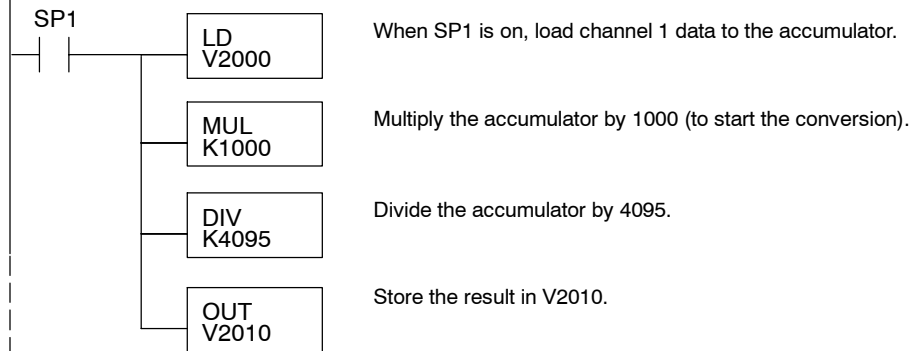 SP1
LD
V2000
When SP1 is on, load channel 1 data to the accumulator.
MUL
K1000
Multiply the accumulator by 1000 (to start the conversion).
DIV
K4095
Divide the accumulator by 4095.
OUT
V2010
Store the result in V2010.